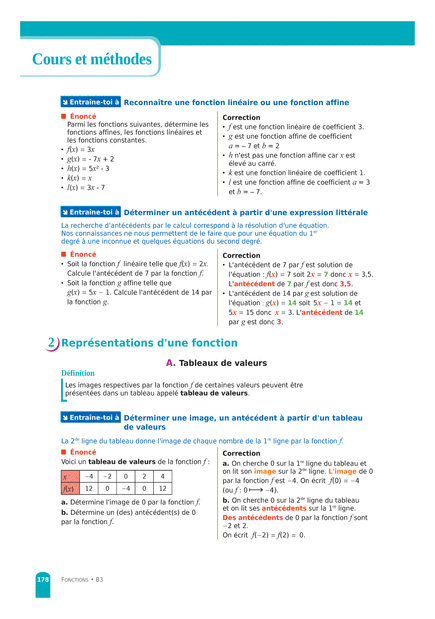 Cours et méthodes
Entraîne-toi à Reconnaître une fonction linéaire ou une fonction affine
Énoncé
Parmi les fonctions suivantes, détermine les
fonctions affines, les fonctions linéaires et
les fonctions constantes.
• f(x) = 3x
• g(x) = - 7x + 2
• h(x) = 5x² - 3
• k(x) = x
• l(x) = 3x - 7
Correction
• f est une fonction linéaire de coefficient 3.
• g est une fonction affine de coefficient
a = – 7 et b = 2
• h n'est pas une fonction affine car x est
élevé au carré.
• k est une fonction linéaire de coefficient 1.
• l est une fonction affine de coefficient a = 3
et b = – 7.
Entraîne-toi à Déterminer un antécédent à partir d'une expression littérale
La recherche d'antécédents par le calcul correspond à la résolution d'une équation.
Nos connaissances ne nous permettent de le faire que pour une équation du 1er
degré à une inconnue et quelques équations du second degré.
Énoncé
• Soit la fonction f linéaire telle que f(x) = 2x.
Calcule l'antécédent de 7 par la fonction f.
• Soit la fonction g affine telle que
g(x) = 5x − 1. Calcule l'antécédent de 14 par
la fonction g.
Correction
• L'antécédent de 7 par f est solution de
l'équation : f(x) = 7 soit 2x = 7 donc x = 3,5.
L'antécédent de 7 par f est donc 3,5.
• L'antécédent de 14 par g est solution de
l'équation : g(x) = 14 soit 5x − 1 = 14 et
5x = 15 donc x = 3. L'antécédent de 14
par g est donc 3.
2 Représentations d'une fonction
A. Tableaux de valeurs
Définition
Les images respectives par la fonction f de certaines valeurs peuvent être
présentées dans un tableau appelé tableau de valeurs.
Entraîne-toi à Déterminer une image, un antécédent à partir d'un tableau
de valeurs
La 2de ligne du tableau donne l'image de chaque nombre de la 1re ligne par la fonction f.
Énoncé
Voici un tableau de valeurs de la fonction f :
x −4 −2 0 2 4
f(x) 12 0 −4 0 12
a. Détermine l'image de 0 par la fonction f.
b. Détermine un (des) antécédent(s) de 0
par la fonction f.
Correction
a. On cherche 0 sur la 1re ligne du tableau et
on lit son image sur la 2de ligne. L'image de 0
par la fonction f est −4. On écrit f(0) = −4
(ou f : 0 ⟼ −4).
b. On cherche 0 sur la 2de ligne du tableau
et on lit ses antécédents sur la 1re ligne.
Des antécédents de 0 par la fonction f sont
−2 et 2.
On écrit f(−2) = f(2) = 0.
178 FONCTIONS • B3